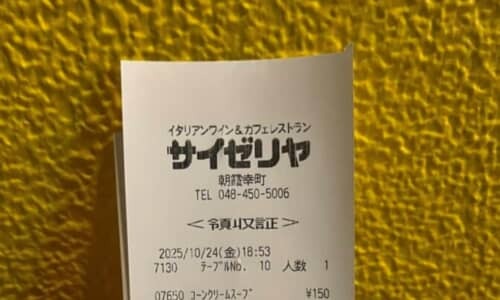 イタリアンワイン&カフェレストラン
サイゼリヤ
朝霞幸町
TEL 048-450-5006
<領収証>
2025/10/24(金)18:53
7130 テーブルNo. 10 人数 1
07650 コーンクリームスープ ¥150